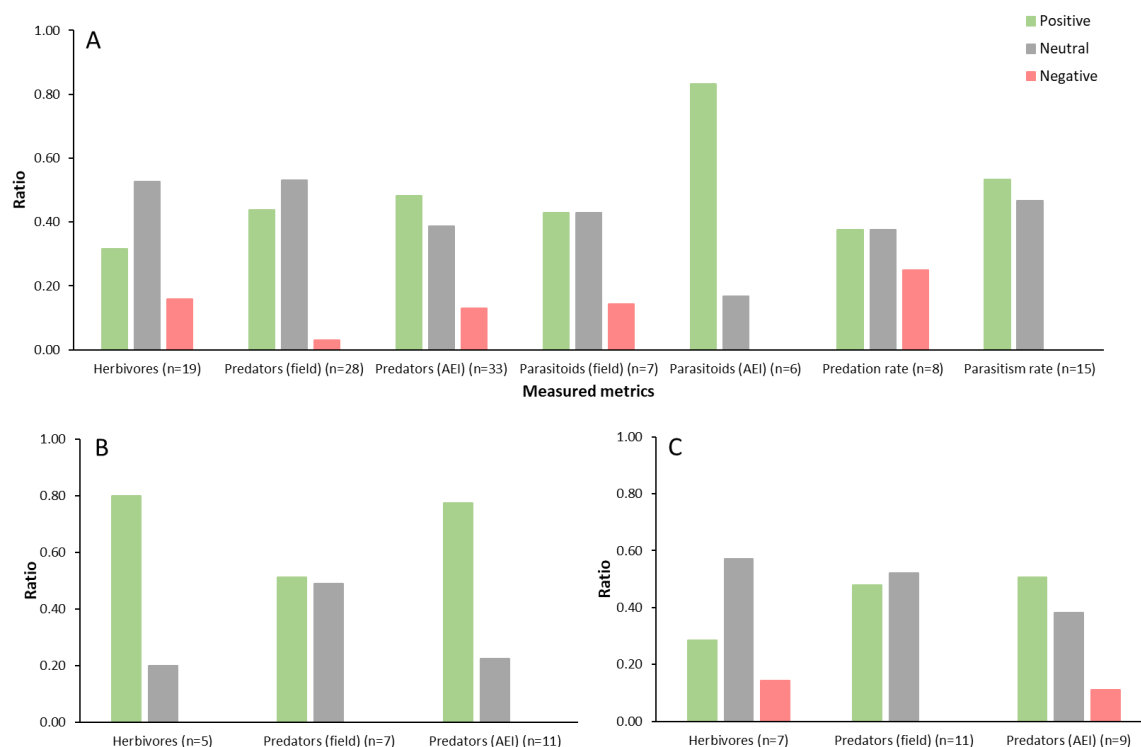 A
Positive
Neutral
Negative
1.00
0.80
0.60
0.40
0.20
0.00
Ratio
Herbivores (n=19) Predators (field) (n=28) Predators (AEI) (n=33) Parasitoids (field) (n=7) Parasitoids (AEI) (n=6) Predation rate (n=8) Parasitism rate (n=15)
Measured metrics
B
1.00
0.80
0.60
0.40
0.20
0.00
Ratio
Herbivores (n=5) Predators (field) (n=7) Predators (AEI) (n=11)
C
1.00
0.80
0.60
0.40
0.20
0.00
Ratio
Herbivores (n=7) Predators (field) (n=11) Predators (AEI) (n=9)